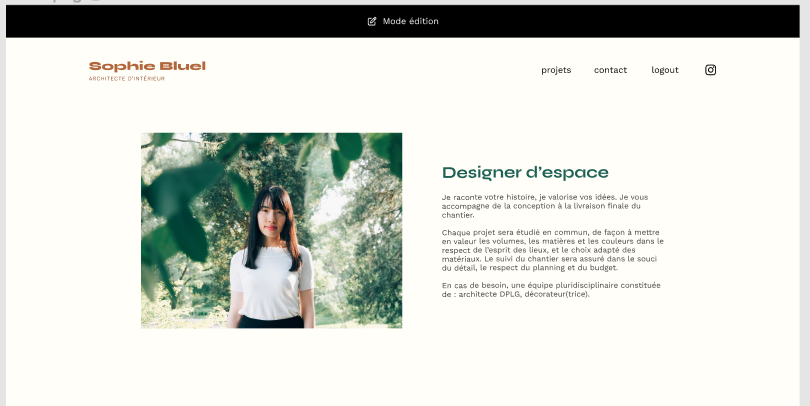 Mode édition
Sophie Bluel
ARCHITECTE D'INTÉRIEUR
projets contact logout
Designer d'espace
Je raconte votre histoire, je valorise vos idées. Je vous
accompagne de la conception à la livraison finale du
chantier.
Chaque projet sera étudié en commun, de façon à mettre
en valeur les volumes, les matières et les couleurs dans le
respect de l'esprit des lieux, et le choix adapté des
matériaux. Le suivi du chantier sera assuré dans le souci
du détail, le respect du planning et du budget.
En cas de besoin, une équipe pluridisciplinaire constituée
de : architecte DPLG, décorateur(trice).